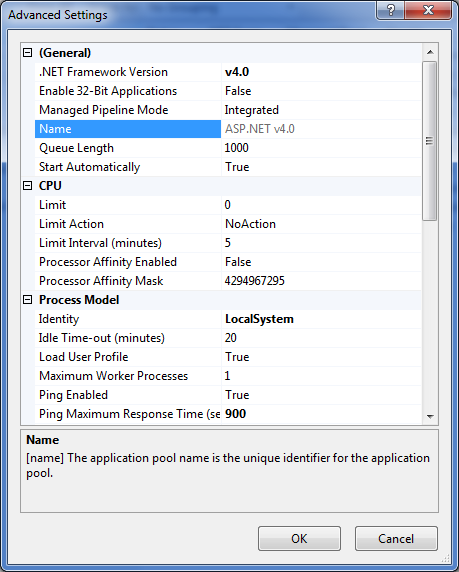 Advanced Settings
(General)
.NET Framework Version v4.0
Enable 32-Bit Applications False
Managed Pipeline Mode Integrated
Name ASP.NET v4.0
Queue Length 1000
Start Automatically True
CPU
Limit 0
Limit Action NoAction
Limit Interval (minutes) 5
Processor Affinity Enabled False
Processor Affinity Mask 4294967295
Process Model
Identity LocalSystem
Idle Time-out (minutes) 20
Load User Profile True
Maximum Worker Processes 1
Ping Enabled True
Ping Maximum Response Time (se 900
Name
[name] The application pool name is the unique identifier for the application
pool.
OK Cancel